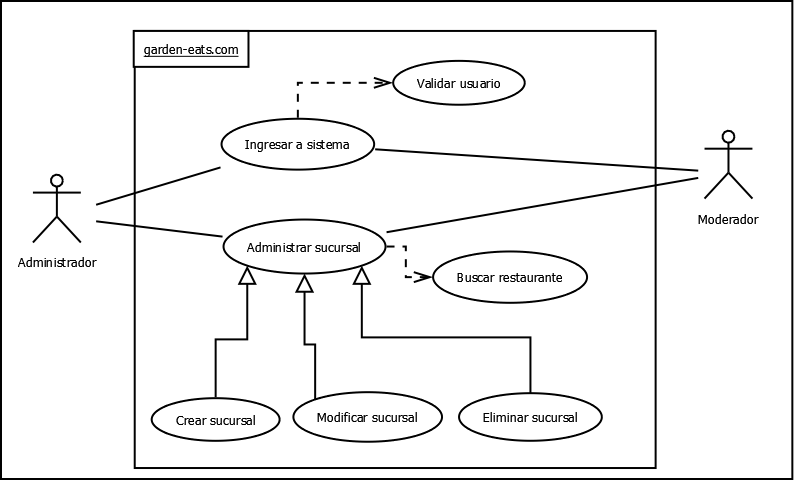 garden-eats.com
Validar usuario
Ingresar a sistema
Moderador
Administrador
Administrar sucursal
Buscar restaurante
Crear sucursal
Modificar sucursal
Eliminar sucursal